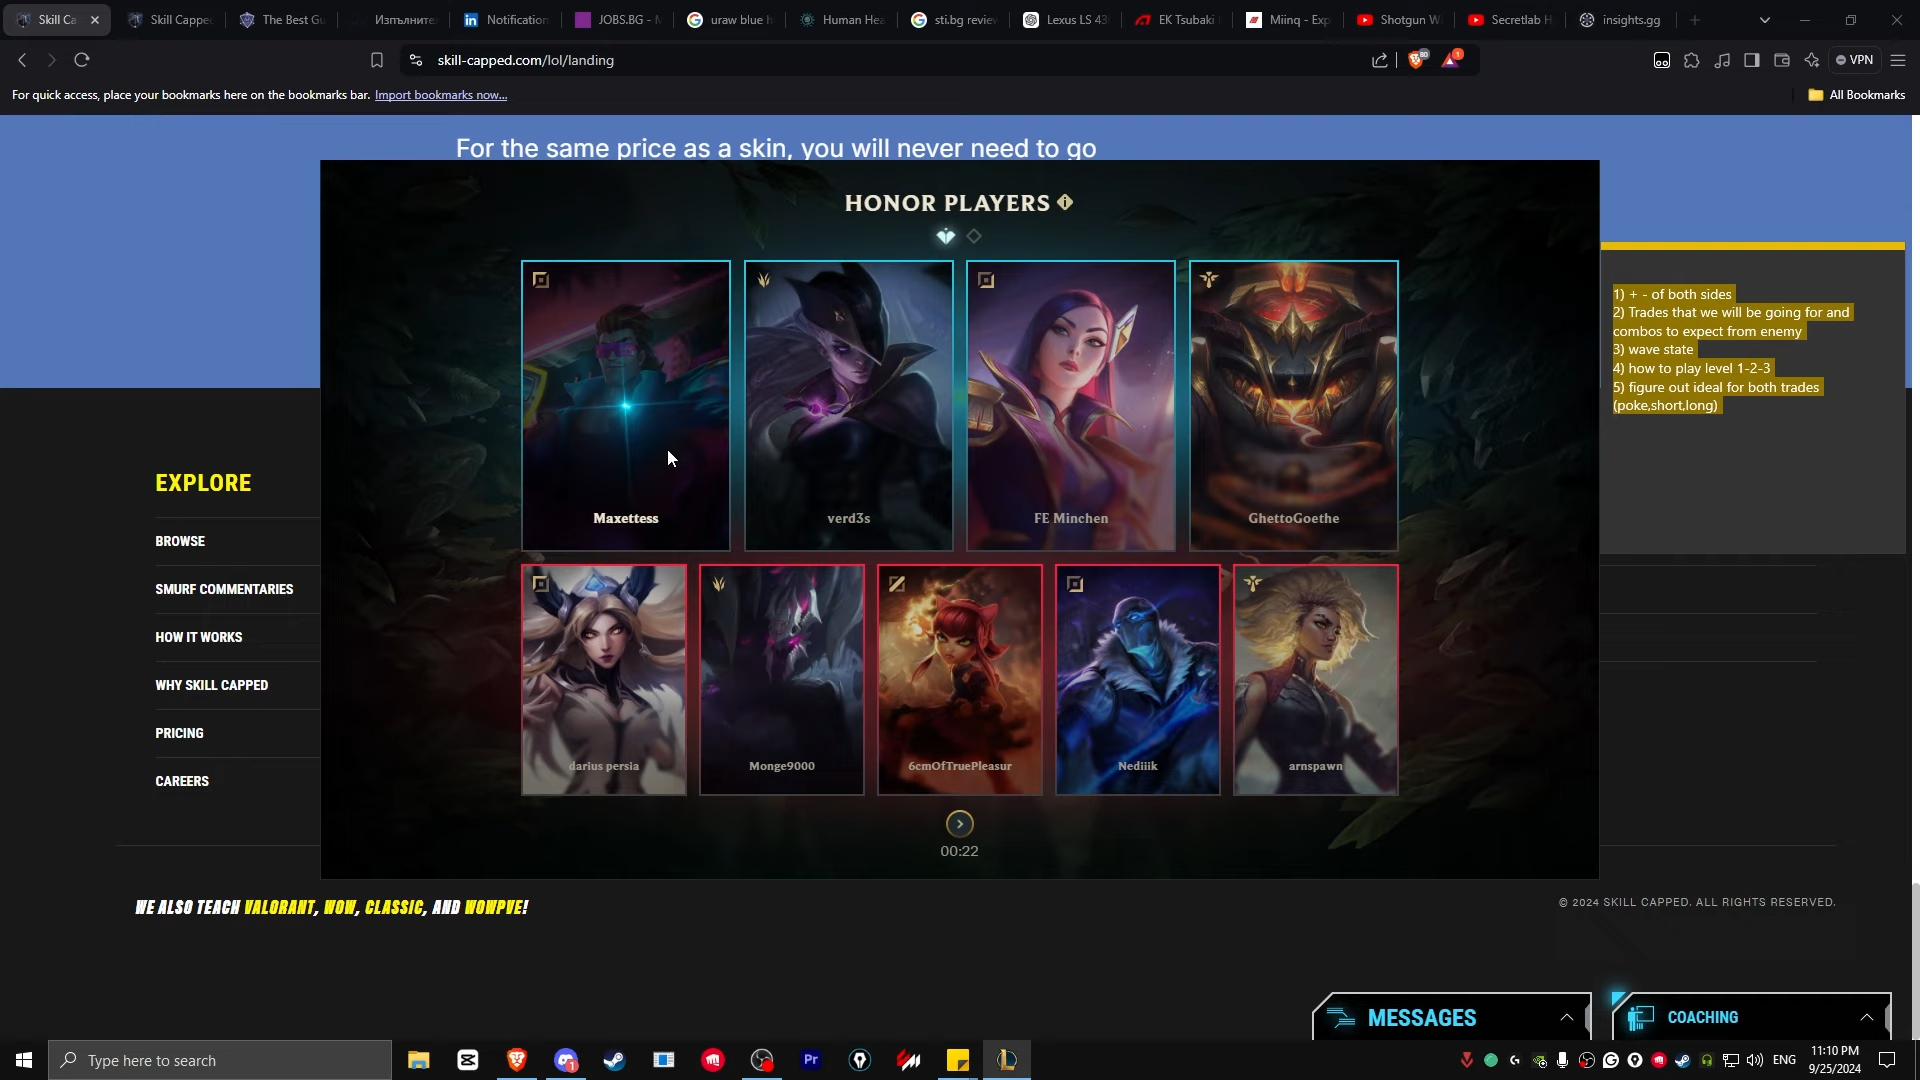 Skill Ca
Skill Capped
The Best Gu
Изпълните
Notification
JOBS.BG - М
uraw blue h
Human Hea
sti.bg review
Lexus LS 43
EK Tsubaki
Miinq - Exp
Shotgun W
Secretlab H
insights.gg
skill-capped.com/lol/landing
80
1
VPN
For quick access, place your bookmarks here on the bookmarks bar. Import bookmarks now...
All Bookmarks
For the same price as a skin, you will never need to go
HONOR PLAYERS
Maxettess
verd3s
FE Minchen
GhettoGoethe
darius persia
Monge9000
6cmOfTruePleasur
Nediiik
arnspawn
00:22
1) + - of both sides
2) Trades that we will be going for and
combos to expect from enemy
3) wave state
4) how to play level 1-2-3
5) figure out ideal for both trades
(poke,short,long)
EXPLORE
BROWSE
SMURF COMMENTARIES
HOW IT WORKS
WHY SKILL CAPPED
PRICING
CAREERS
WE ALSO TEACH VALORANT, WOW, CLASSIC, AND WOWPVE!
© 2024 SKILL CAPPED. ALL RIGHTS RESERVED.
MESSAGES
COACHING
Type here to search
Pr
ENG
11:10 PM
9/25/2024